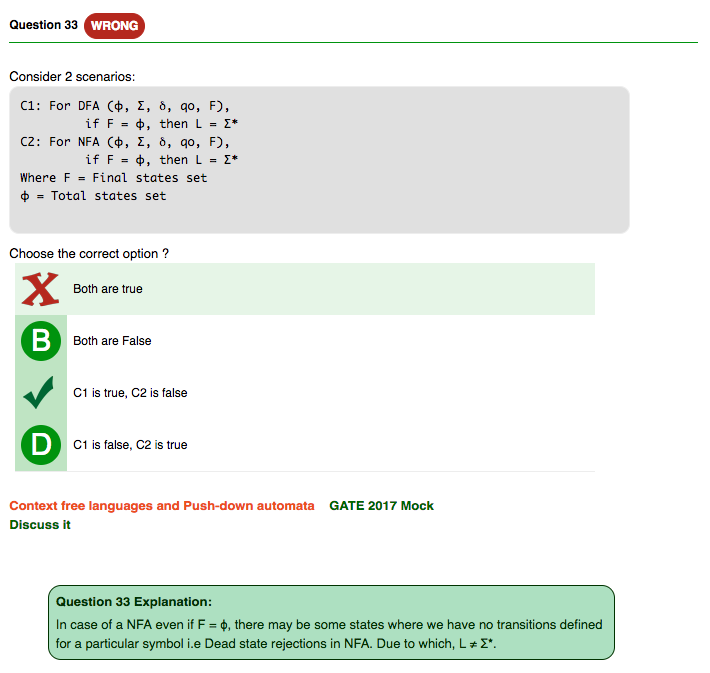 Question 33 WRONG
Consider 2 scenarios:
C1: For DFA (ϕ, Σ, δ, qo, F),
if F = ϕ, then L = Σ*
C2: For NFA (ϕ, Σ, δ, qo, F),
if F = ϕ, then L = Σ*
Where F = Final states set
ϕ = Total states set
Choose the correct option ?
X Both are true
B Both are False
C1 is true, C2 is false
D C1 is false, C2 is true
Context free languages and Push-down automata GATE 2017 Mock
Discuss it
Question 33 Explanation:
In case of a NFA even if F = ϕ, there may be some states where we have no transitions defined
for a particular symbol i.e Dead state rejections in NFA. Due to which, L ≠ Σ*.